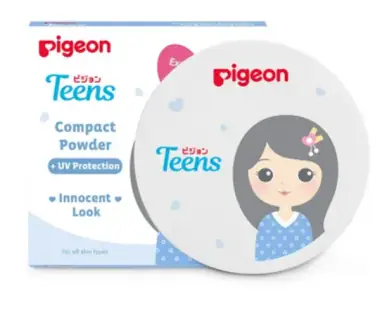 pigeon
ピジョン
Teens
Compact
Powder
+ UV Protection
Innocent
Look
For all skin types
pigeon
ピジョン
Teens